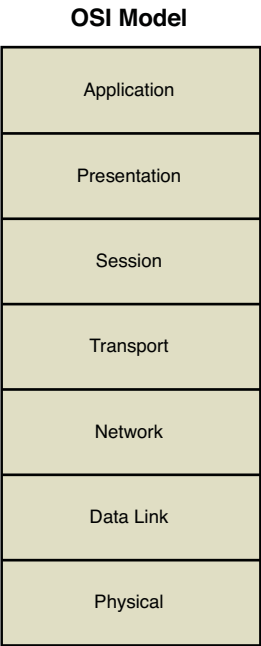 OSI Model
Application
Presentation
Session
Transport
Network
Data Link
Physical